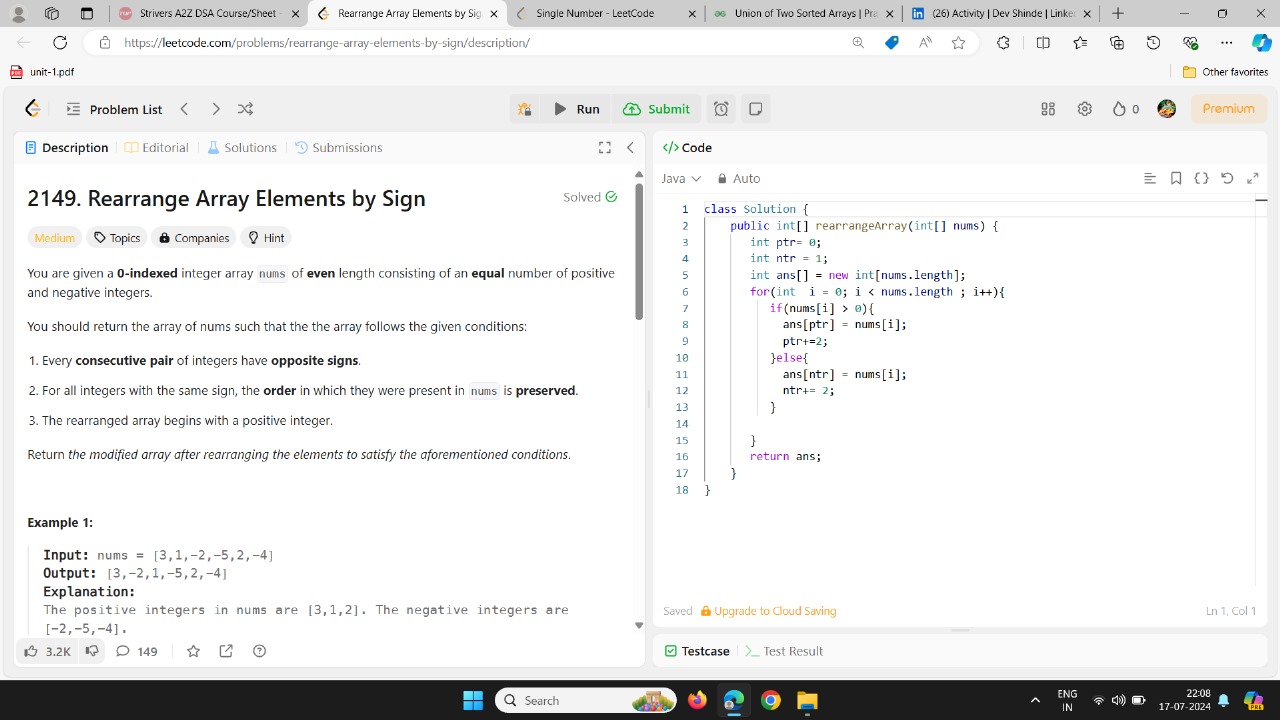 Strivers A2Z DSA Course/Sheet -
Rearrange Array Elements by Sig
Single Number - LeetCode
Union of Two Sorted Arrays | Pra
(26) Activity | Dev Shinde | Linke
https://leetcode.com/problems/rearrange-array-elements-by-sign/description/
unit-1.pdf
Other favorites
Problem List
Run
Submit
0
Premium
Description
Editorial
Solutions
Submissions
2149. Rearrange Array Elements by Sign
Solved
Medium
Topics
Companies
Hint
You are given a 0-indexed integer array nums of even length consisting of an equal number of positive
and negative integers.
You should return the array of nums such that the the array follows the given conditions:
1. Every consecutive pair of integers have opposite signs.
2. For all integers with the same sign, the order in which they were present in nums is preserved.
3. The rearranged array begins with a positive integer.
Return the modified array after rearranging the elements to satisfy the aforementioned conditions.
Example 1:
Input: nums = [3,1,-2,-5,2,-4]
Output: [3,-2,1,-5,2,-4]
Explanation:
The positive integers in nums are [3,1,2]. The negative integers are
[-2,-5,-4].
3.2K
149
</> Code
Java
Auto
1 class Solution {
2 public int[] rearrangeArray(int[] nums) {
3 int ptr= 0;
4 int ntr = 1;
5 int ans[] = new int[nums.length];
6 for(int  i = 0; i < nums.length ; i++){
7 if(nums[i] > 0){
8 ans[ptr] = nums[i];
9 ptr+=2;
10 }else{
11 ans[ntr] = nums[i];
12 ntr+= 2;
13 }
14
15 }
16 return ans;
17 }
18 }
Saved
Upgrade to Cloud Saving
Ln 1, Col 1
Testcase
Test Result
Search
ENG
IN
22:08
17-07-2024